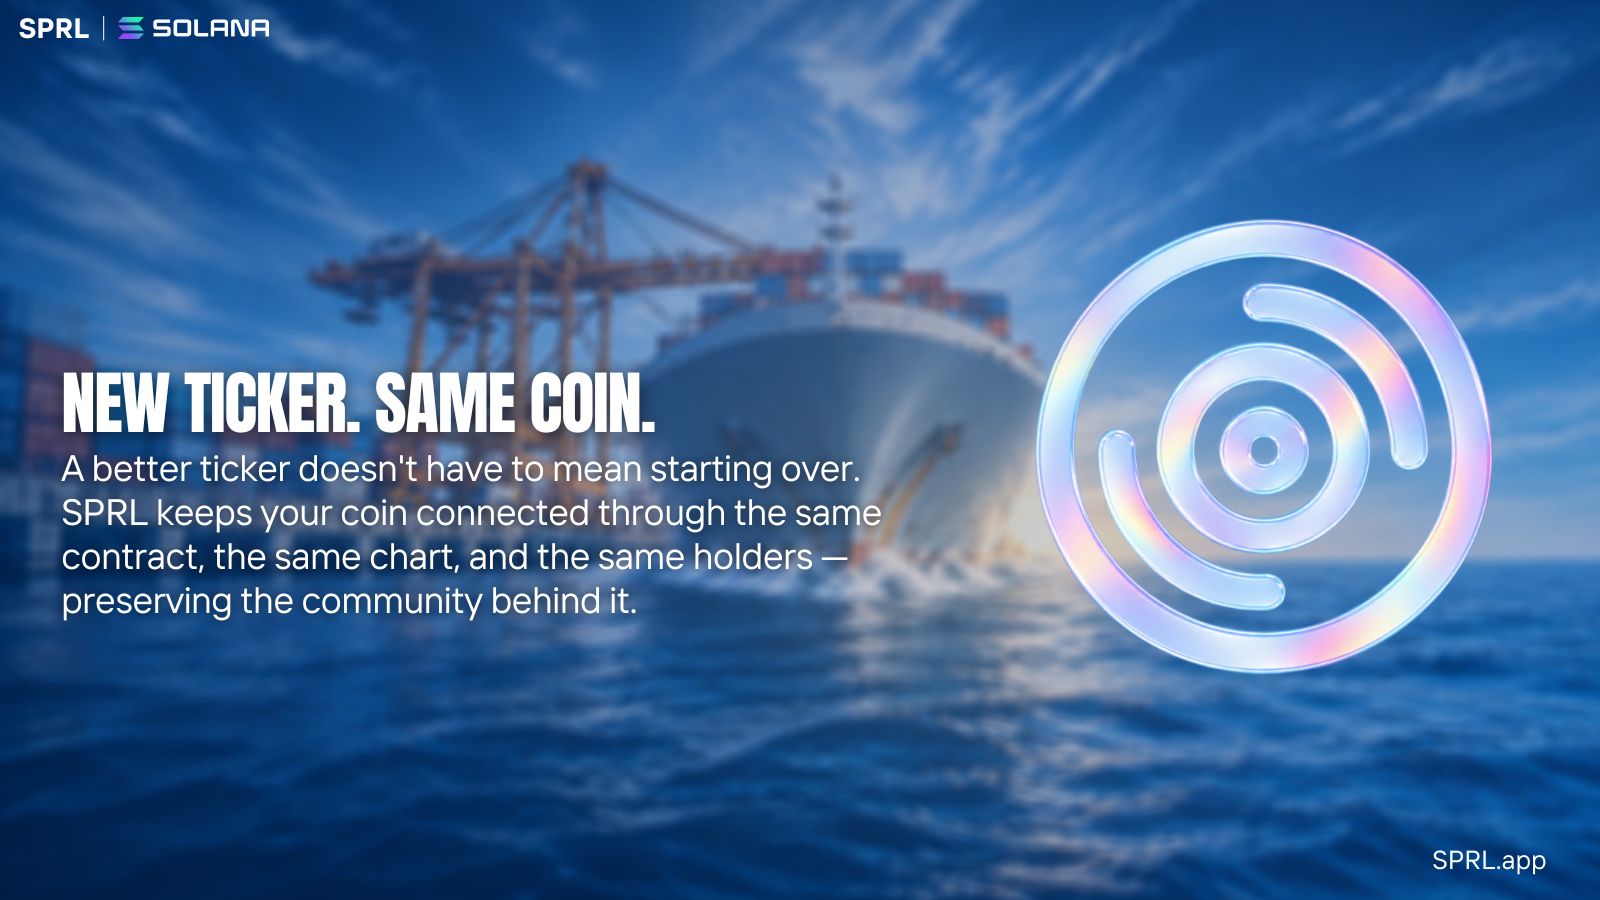 SPRL | SOLANA
NEW TICKER. SAME COIN.
A better ticker doesn't have to mean starting over.
SPRL keeps your coin connected through the same
contract, the same chart, and the same holders —
preserving the community behind it.
SPRL.app